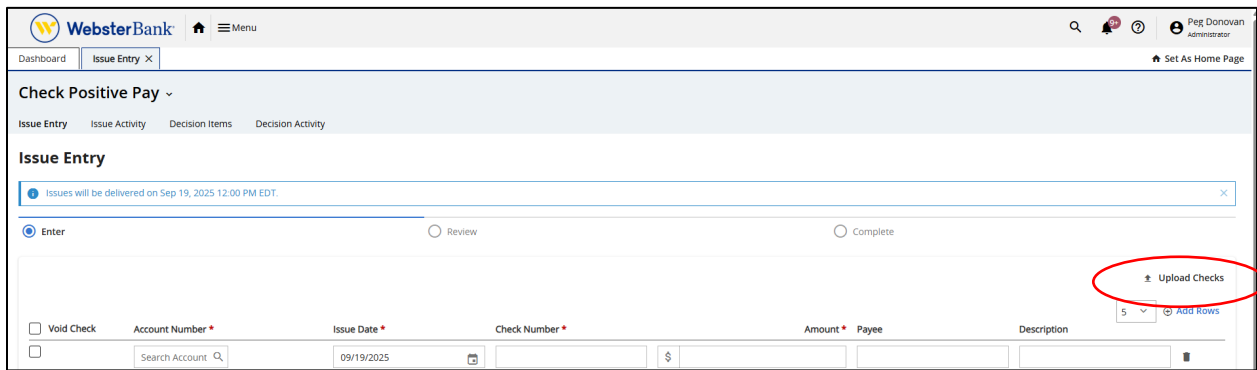 WebsterBank Menu 9+ Peg Donovan
Administrator
Dashboard Issue Entry Set As Home Page
Check Positive Pay
Issue Entry Issue Activity Decision Items Decision Activity
Issue Entry
Issues will be delivered on Sep 19, 2025 12:00 PM EDT.
Enter Review Complete
Upload Checks
5 Add Rows
Void Check Account Number * Issue Date * Check Number * Amount * Payee Description
Search Account 09/19/2025 $